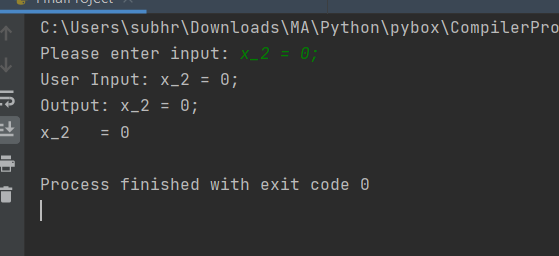 C:\Users\subhr\Downloads\MA\Python\pybox\CompilerPro
Please enter input: x_2 = 0;
User Input: x_2 = 0;
Output: x_2 = 0;
x_2   = 0
Process finished with exit code 0